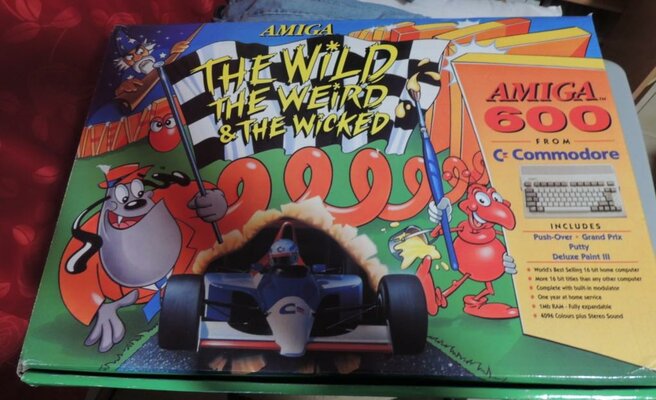 AMIGA
THE WiLD
THE WEiRD
& THE WiCKED
AMIGA™
600
FROM
C= Commodore
INCLUDES
Push-Over · Grand Prix
Putty
Deluxe Paint III
• World's Best Selling 16 bit home computer
• More 16 bit titles than any other computer
• Complete with built-in modulator
• One year at home service
• 1Mb RAM - Fully expandable
• 4096 Colours plus Stereo Sound